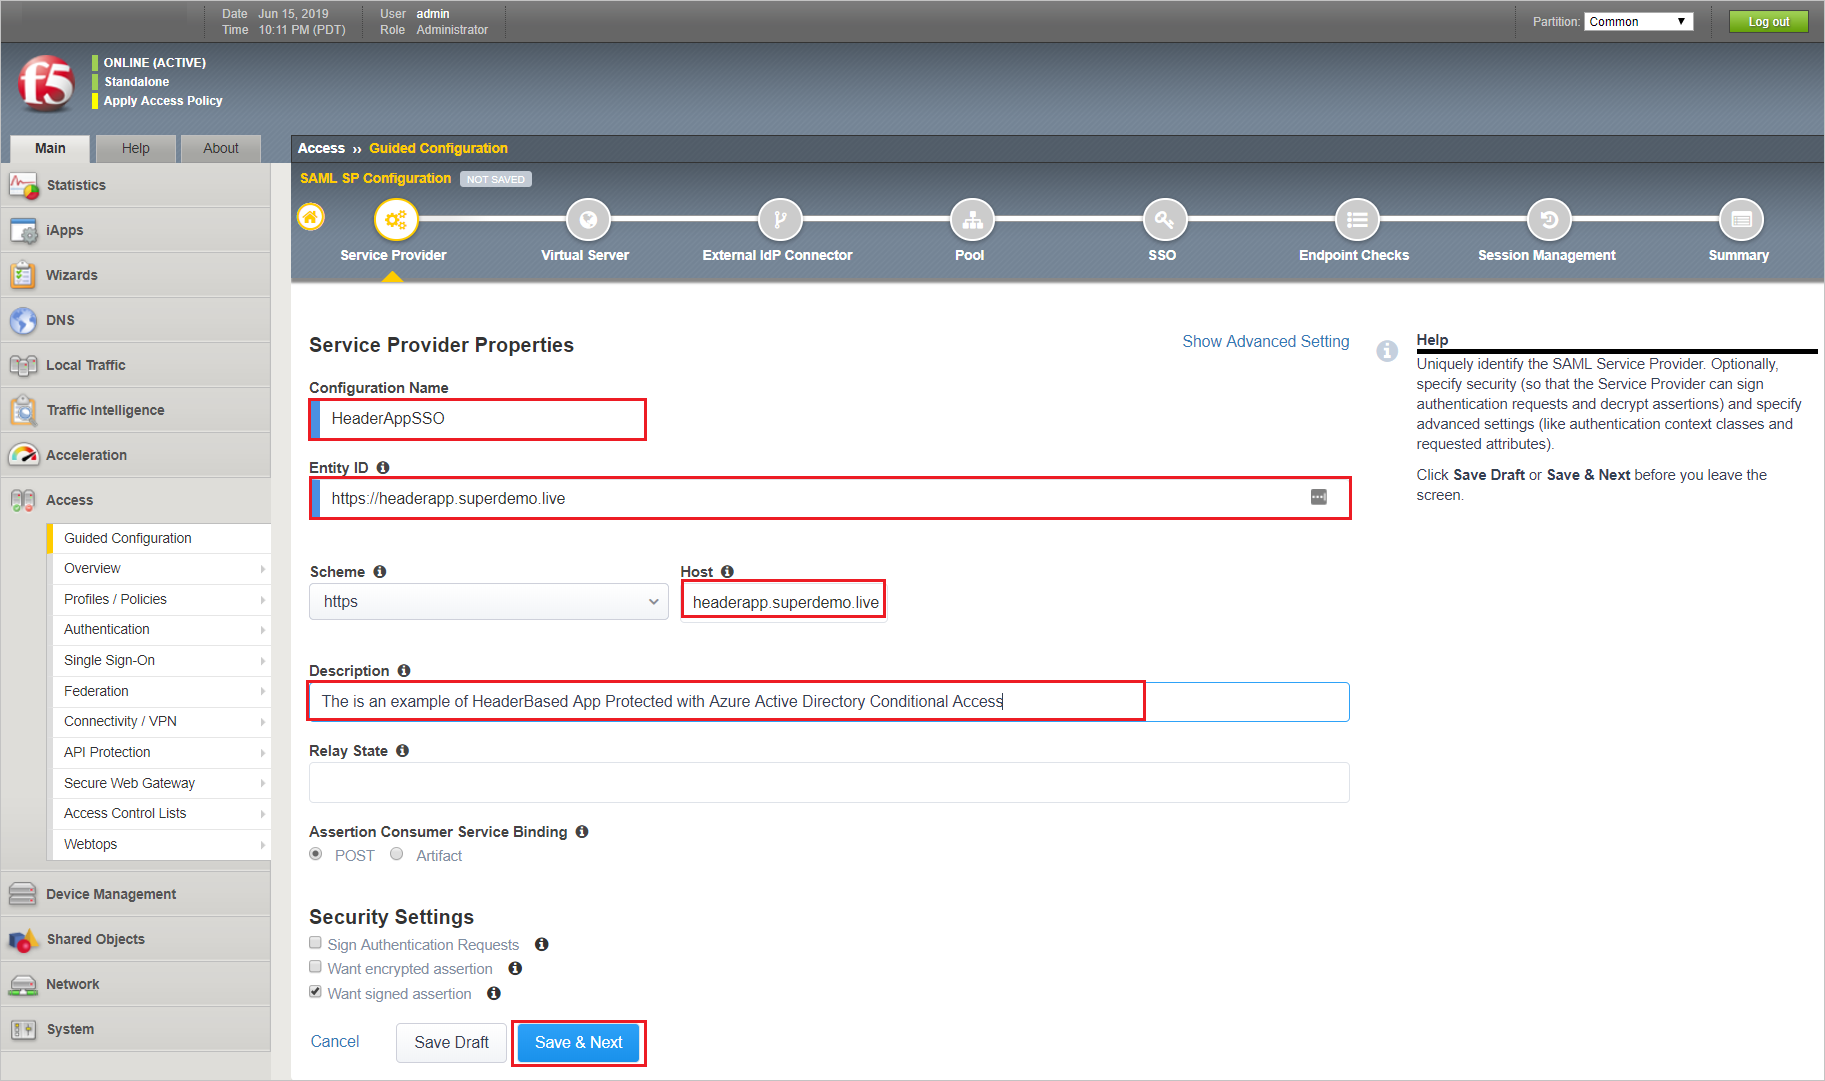 Date Jun 15, 2019
Time 10:11 PM (PDT)
User admin
Role Administrator
Partition: Common
Log out
f5
ONLINE (ACTIVE)
Standalone
Apply Access Policy
Main Help About
Access ›› Guided Configuration
SAML SP Configuration NOT SAVED
Service Provider
Virtual Server
External IdP Connector
Pool
SSO
Endpoint Checks
Session Management
Summary
Statistics
iApps
Wizards
DNS
Local Traffic
Traffic Intelligence
Acceleration
Access
Guided Configuration
Overview
Profiles / Policies
Authentication
Single Sign-On
Federation
Connectivity / VPN
API Protection
Secure Web Gateway
Access Control Lists
Webtops
Device Management
Shared Objects
Network
System
Service Provider Properties
Show Advanced Setting
Configuration Name
HeaderAppSSO
Entity ID
https://headerapp.superdemo.live
Scheme
https
Host
headerapp.superdemo.live
Description
The is an example of HeaderBased App Protected with Azure Active Directory Conditional Access
Relay State
Assertion Consumer Service Binding
POST Artifact
Security Settings
Sign Authentication Requests
Want encrypted assertion
Want signed assertion
Cancel
Save Draft
Save & Next
Help
Uniquely identify the SAML Service Provider. Optionally,
specify security (so that the Service Provider can sign
authentication requests and decrypt assertions) and specify
advanced settings (like authentication context classes and
requested attributes).
Click Save Draft or Save & Next before you leave the
screen.